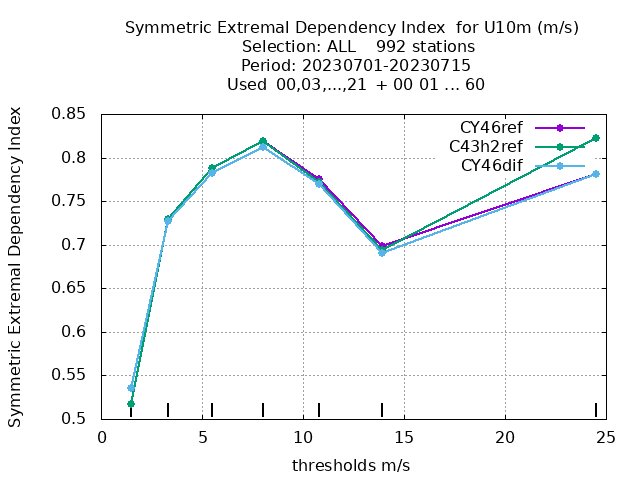 Symmetric Extremal Dependency Index for U10m (m/s)
Selection: ALL 992 stations
Period: 20230701-20230715
Used 00,03,...,21 + 00 01 ... 60
Symmetric Extremal Dependency Index
0.85
0.8
0.75
0.7
0.65
0.6
0.55
0.5
CY46ref
C43h2ref
CY46dif
0 5 10 15 20 25
thresholds m/s